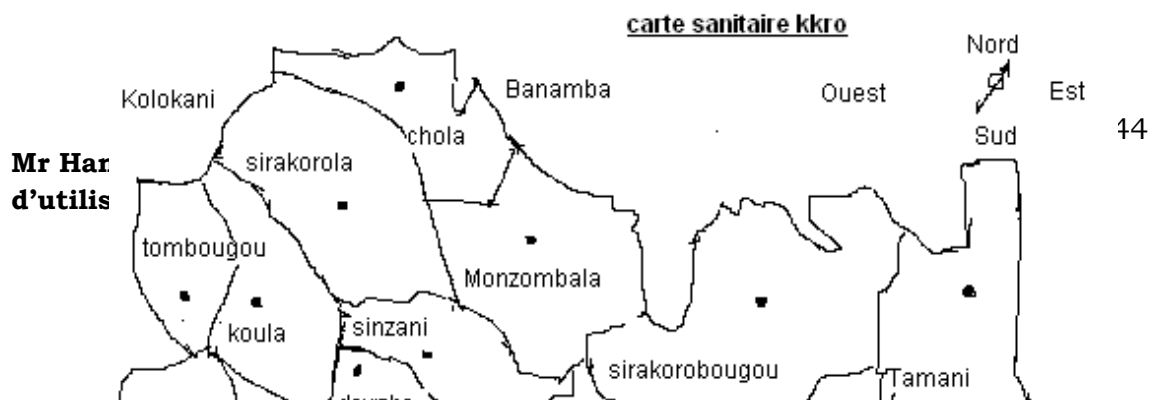 carte sanitaire kkro
Nord
Kolokani
Banamba
Ouest
Est
chola
Sud
44
Mr Han
sirakorola
d'utilis
tombougou
Monzombala
koula
sinzani
sirakorobougou
Tamani